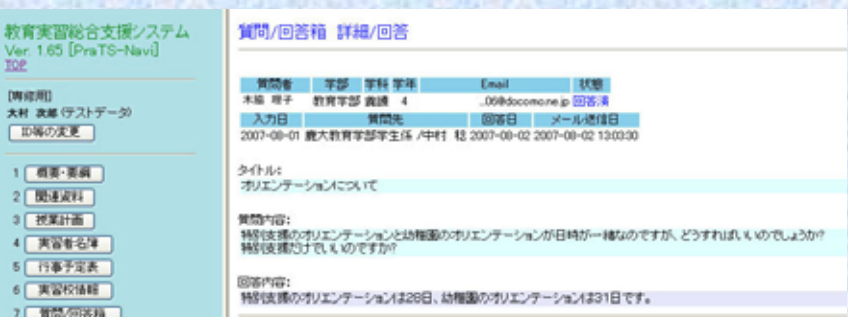 教育実習総合支援システム
Ver. 1.65 [PraTS-Navi]
TOP
[専修用]
大村 次郎 (テストデータ)
ID等の変更
1 概要・要綱
2 関連資料
3 授業計画
4 実習者名簿
5 行事予定表
6 実習校情報
7 質問/回答箱
質問/回答箱 詳細/回答
質問者 学部 学科 学年 Email 状態
木脇 理子 教育学部 養護 4 ..06@docomo.ne.jp 回答済
入力日 質問先 回答日 メール送信日
2007-08-01 鹿大教育学部学生係 /中村 稔 2007-08-02 2007-08-02 13:03:30
タイトル:
オリエンテーションについて
質問内容:
特別支援のオリエンテーションと幼稚園のオリエンテーションが日時が一緒なのですが、どうすればいいのでしょうか?
特別支援だけでいいのですか?
回答内容:
特別支援のオリエンテーションは28日、幼稚園のオリエンテーションは31日です。